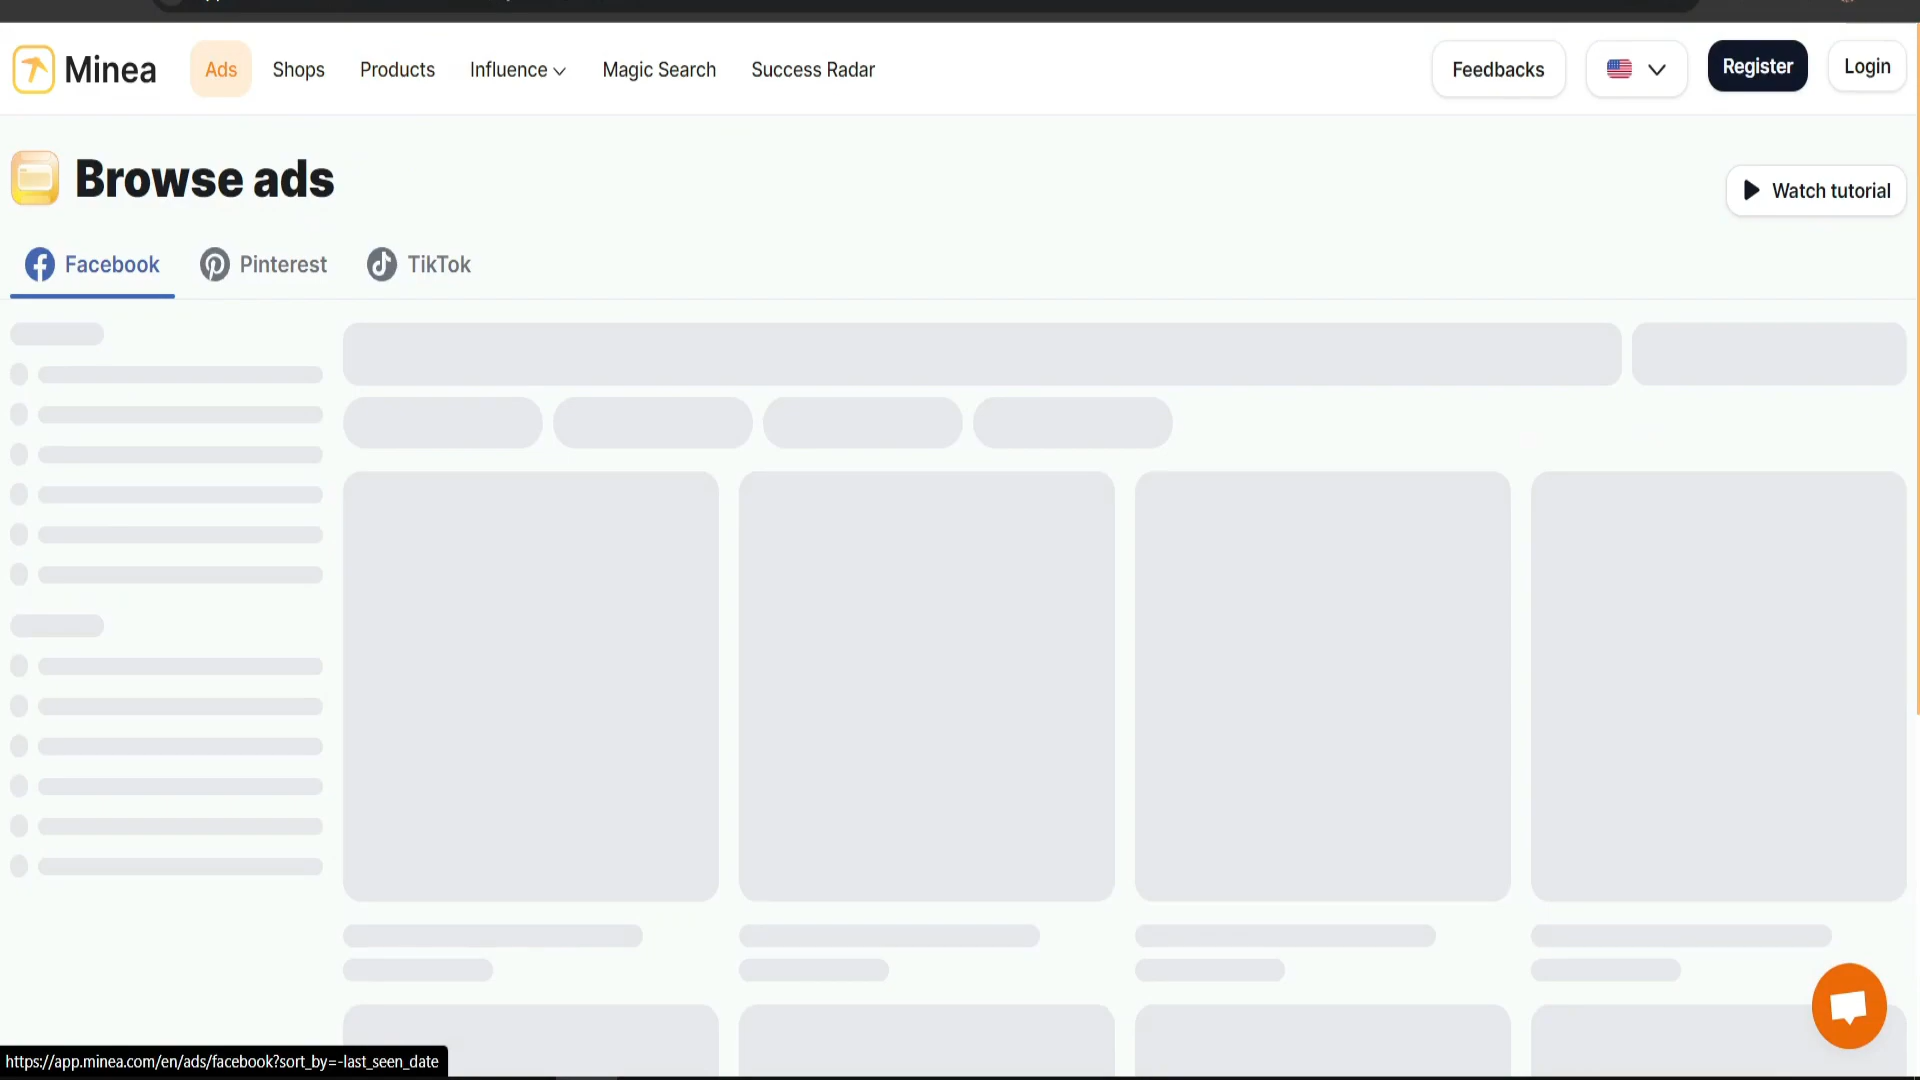 Minea
Ads
Shops
Products
Influence
Magic Search
Success Radar
Feedbacks
Register
Login
Browse ads
Watch tutorial
Facebook
Pinterest
TikTok
https://app.minea.com/en/ads/facebook?sort_by=-last_seen_date